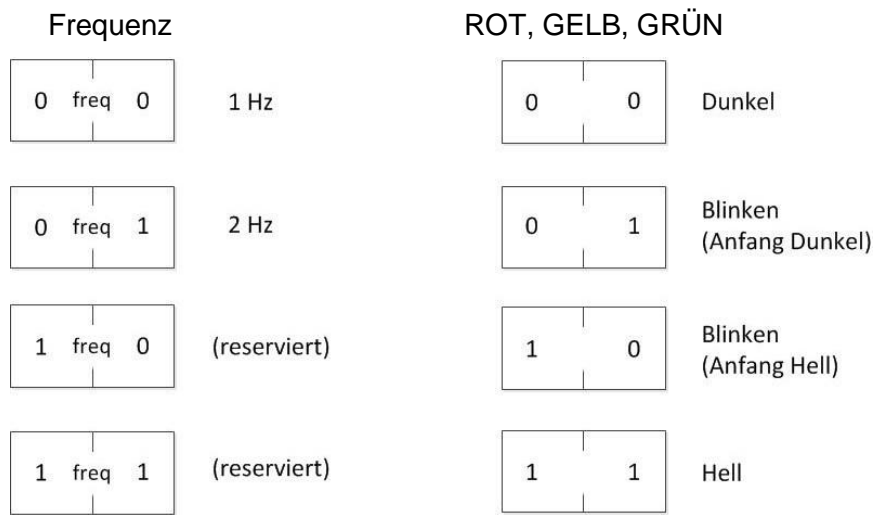 Frequenz ROT, GELB, GRÜN
0 freq 0 1 Hz 0 0 Dunkel
0 freq 1 2 Hz 0 1 Blinken
(Anfang Dunkel)
1 freq 0 (reserviert) 1 0 Blinken
(Anfang Hell)
1 freq 1 (reserviert) 1 1 Hell